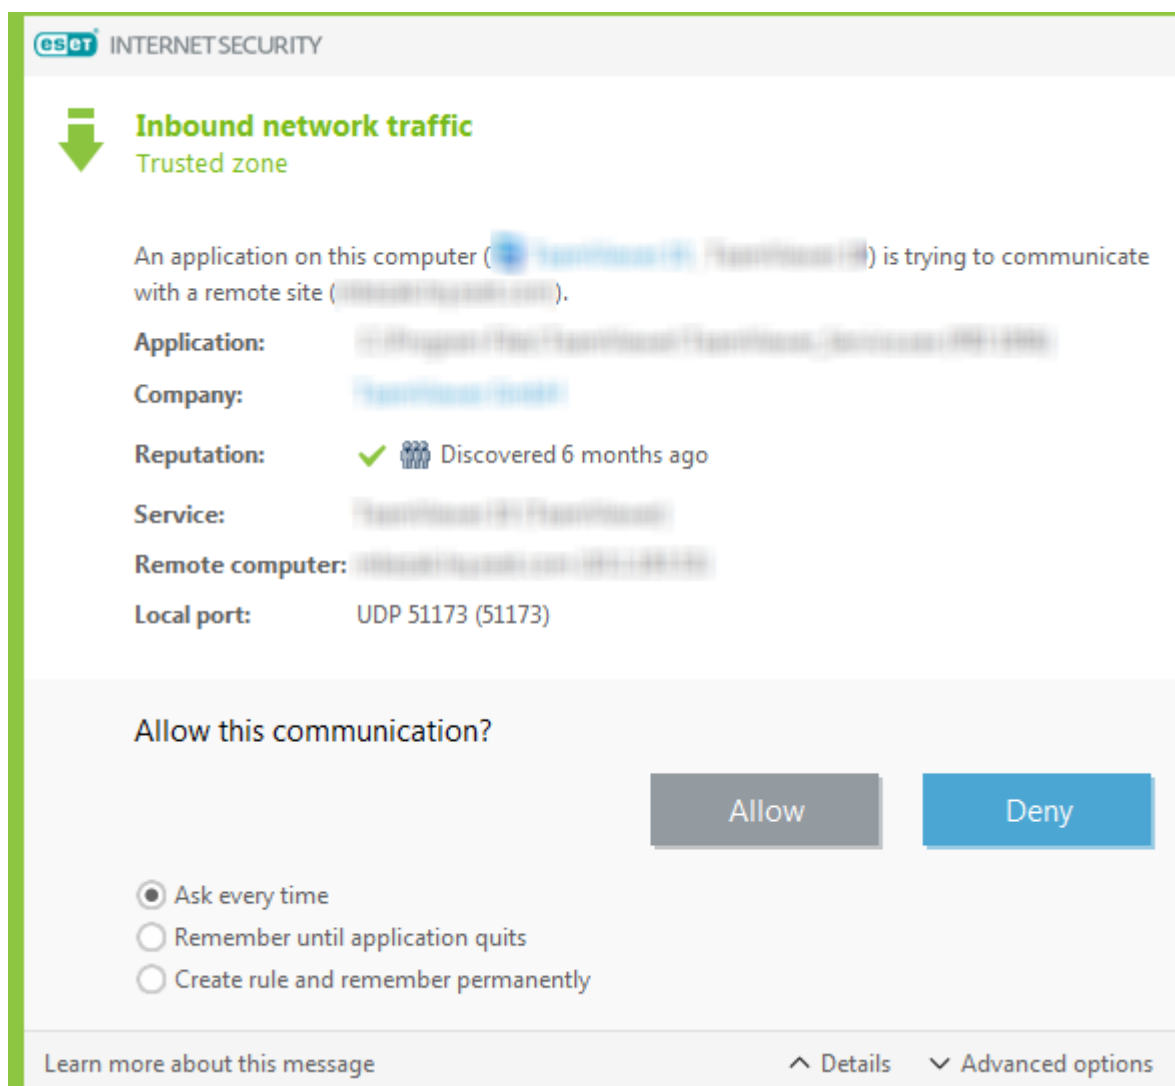 eset INTERNET SECURITY
Inbound network traffic
Trusted zone
An application on this computer ( ) is trying to communicate
with a remote site ( ).
Application:
Company:
Reputation: Discovered 6 months ago
Service:
Remote computer:
Local port: UDP 51173 (51173)
Allow this communication?
Allow Deny
Ask every time
Remember until application quits
Create rule and remember permanently
Learn more about this message Details Advanced options